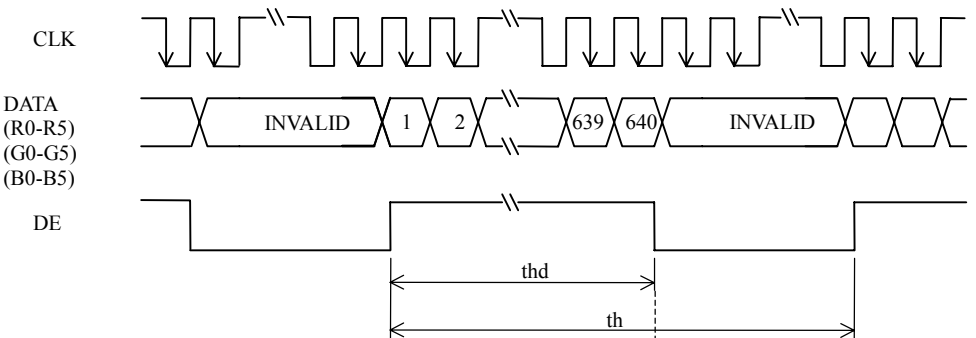 CLK
DATA
(R0-R5)
(G0-G5)
(B0-B5)
INVALID 1 2 639 640 INVALID
DE
thd
th